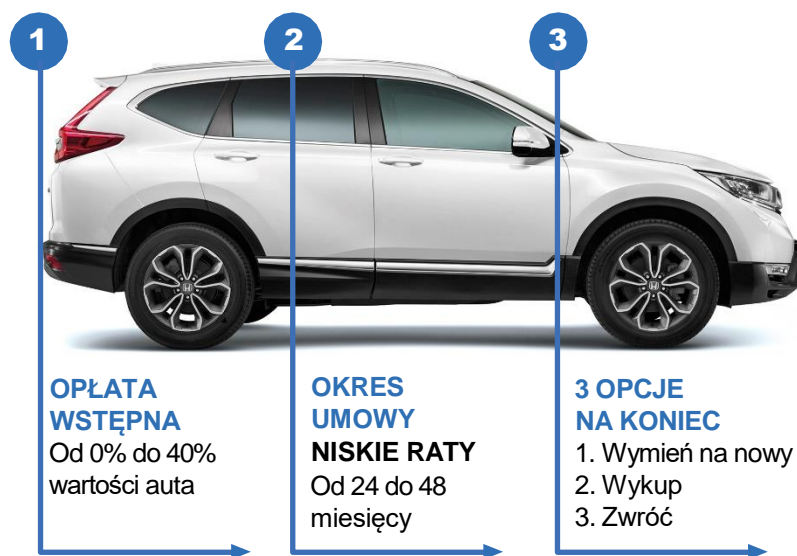 1
2
3
OPŁATA
WSTĘPNA
Od 0% do 40%
wartości auta
OKRES
UMOWY
NISKIE RATY
Od 24 do 48
miesięcy
3 OPCJE
NA KONIEC
1. Wymień na nowy
2. Wykup
3. Zwróć